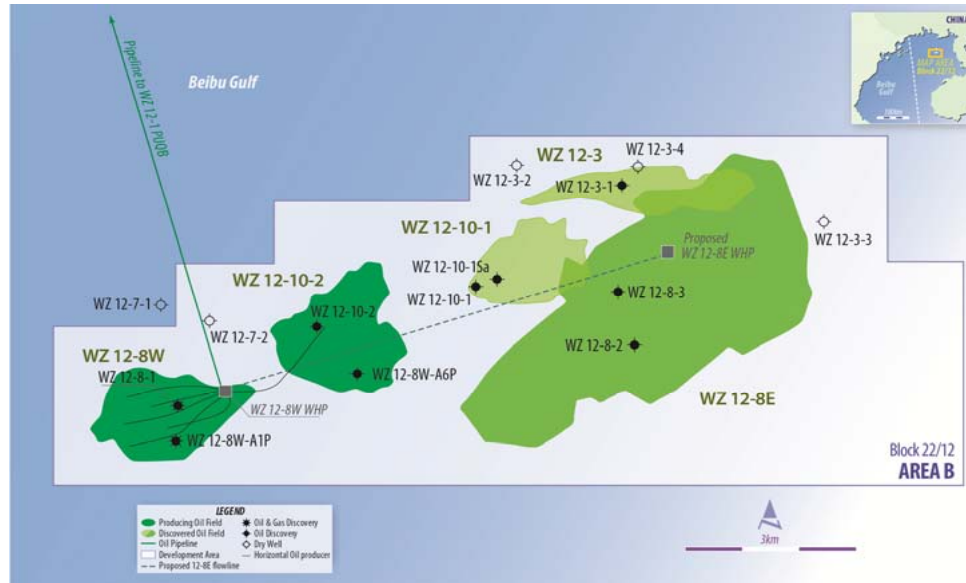 CHINA
MAP AREA
Block 22/12
Beibu
Gulf
100km
Pipeline to WZ 12-1 PUQB
Beibu Gulf
WZ 12-3
WZ 12-3-4
WZ 12-3-2
WZ 12-3-1
WZ 12-3-3
WZ 12-10-1
Proposed
WZ 12-8E WHP
WZ 12-10-1Sa
WZ 12-10-1
WZ 12-10-2
WZ 12-8-3
WZ 12-7-1
WZ 12-10-2
WZ 12-7-2
WZ 12-8-2
WZ 12-8W
WZ 12-8-1
WZ 12-8W-A6P
WZ 12-8E
WZ 12-8W WHP
WZ 12-8W-A1P
Block 22/12
AREA B
LEGEND
Producing Oil Field
Oil & Gas Discovery
Discovered Oil Field
Oil Discovery
Oil Pipeline
Dry Well
Development Area
Horizontal Oil producer
Proposed 12-8E flowline
3km